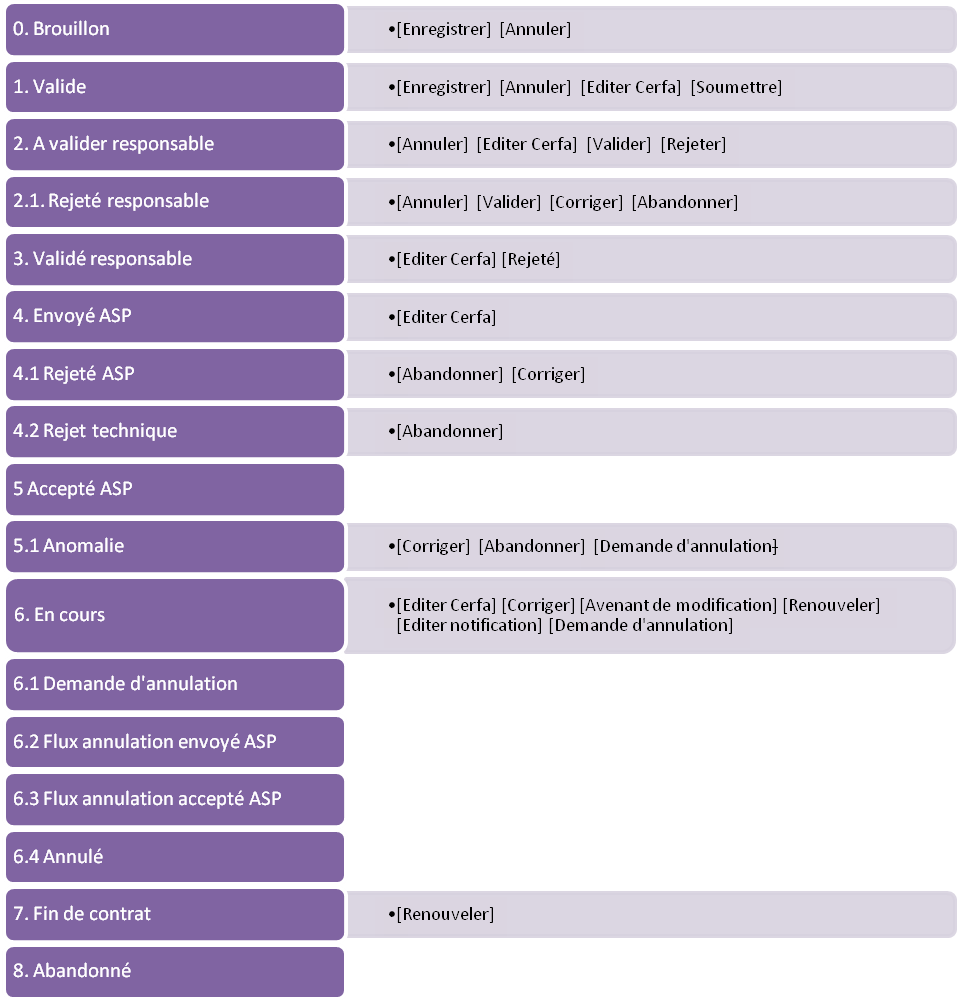 0. Brouillon
•[Enregistrer] [Annuler]
1. Valide
•[Enregistrer] [Annuler] [Editer Cerfa] [Soumettre]
2. A valider responsable
•[Annuler] [Editer Cerfa] [Valider] [Rejeter]
2.1. Rejeté responsable
•[Annuler] [Valider] [Corriger] [Abandonner]
3. Validé responsable
•[Editer Cerfa] [Rejeté]
4. Envoyé ASP
•[Editer Cerfa]
4.1 Rejeté ASP
•[Abandonner] [Corriger]
4.2 Rejet technique
•[Abandonner]
5 Accepté ASP
5.1 Anomalie
•[Corriger] [Abandonner] [Demande d'annulation]
6. En cours
•[Editer Cerfa] [Corriger] [Avenant de modification] [Renouveler]
[Editer notification] [Demande d'annulation]
6.1 Demande d'annulation
6.2 Flux annulation envoyé ASP
6.3 Flux annulation accepté ASP
6.4 Annulé
7. Fin de contrat
•[Renouveler]
8. Abandonné